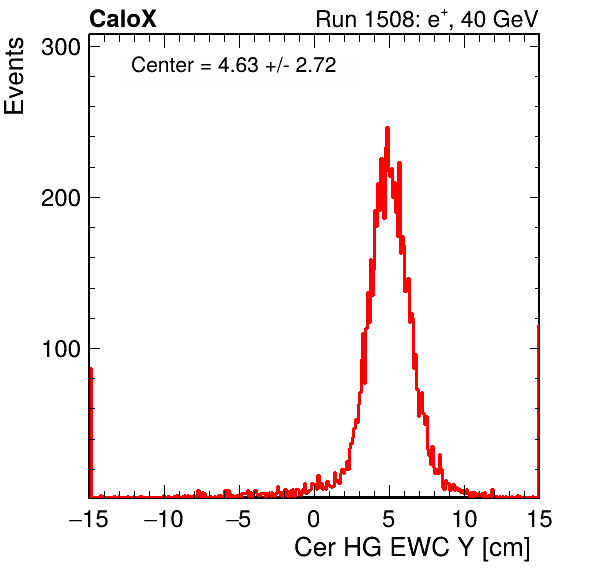 CaloX Run 1508: e⁺, 40 GeV
Center = 4.63 +/- 2.72
Events
300
200
100
−15 −10 −5 0 5 10 15
Cer HG EWC Y [cm]